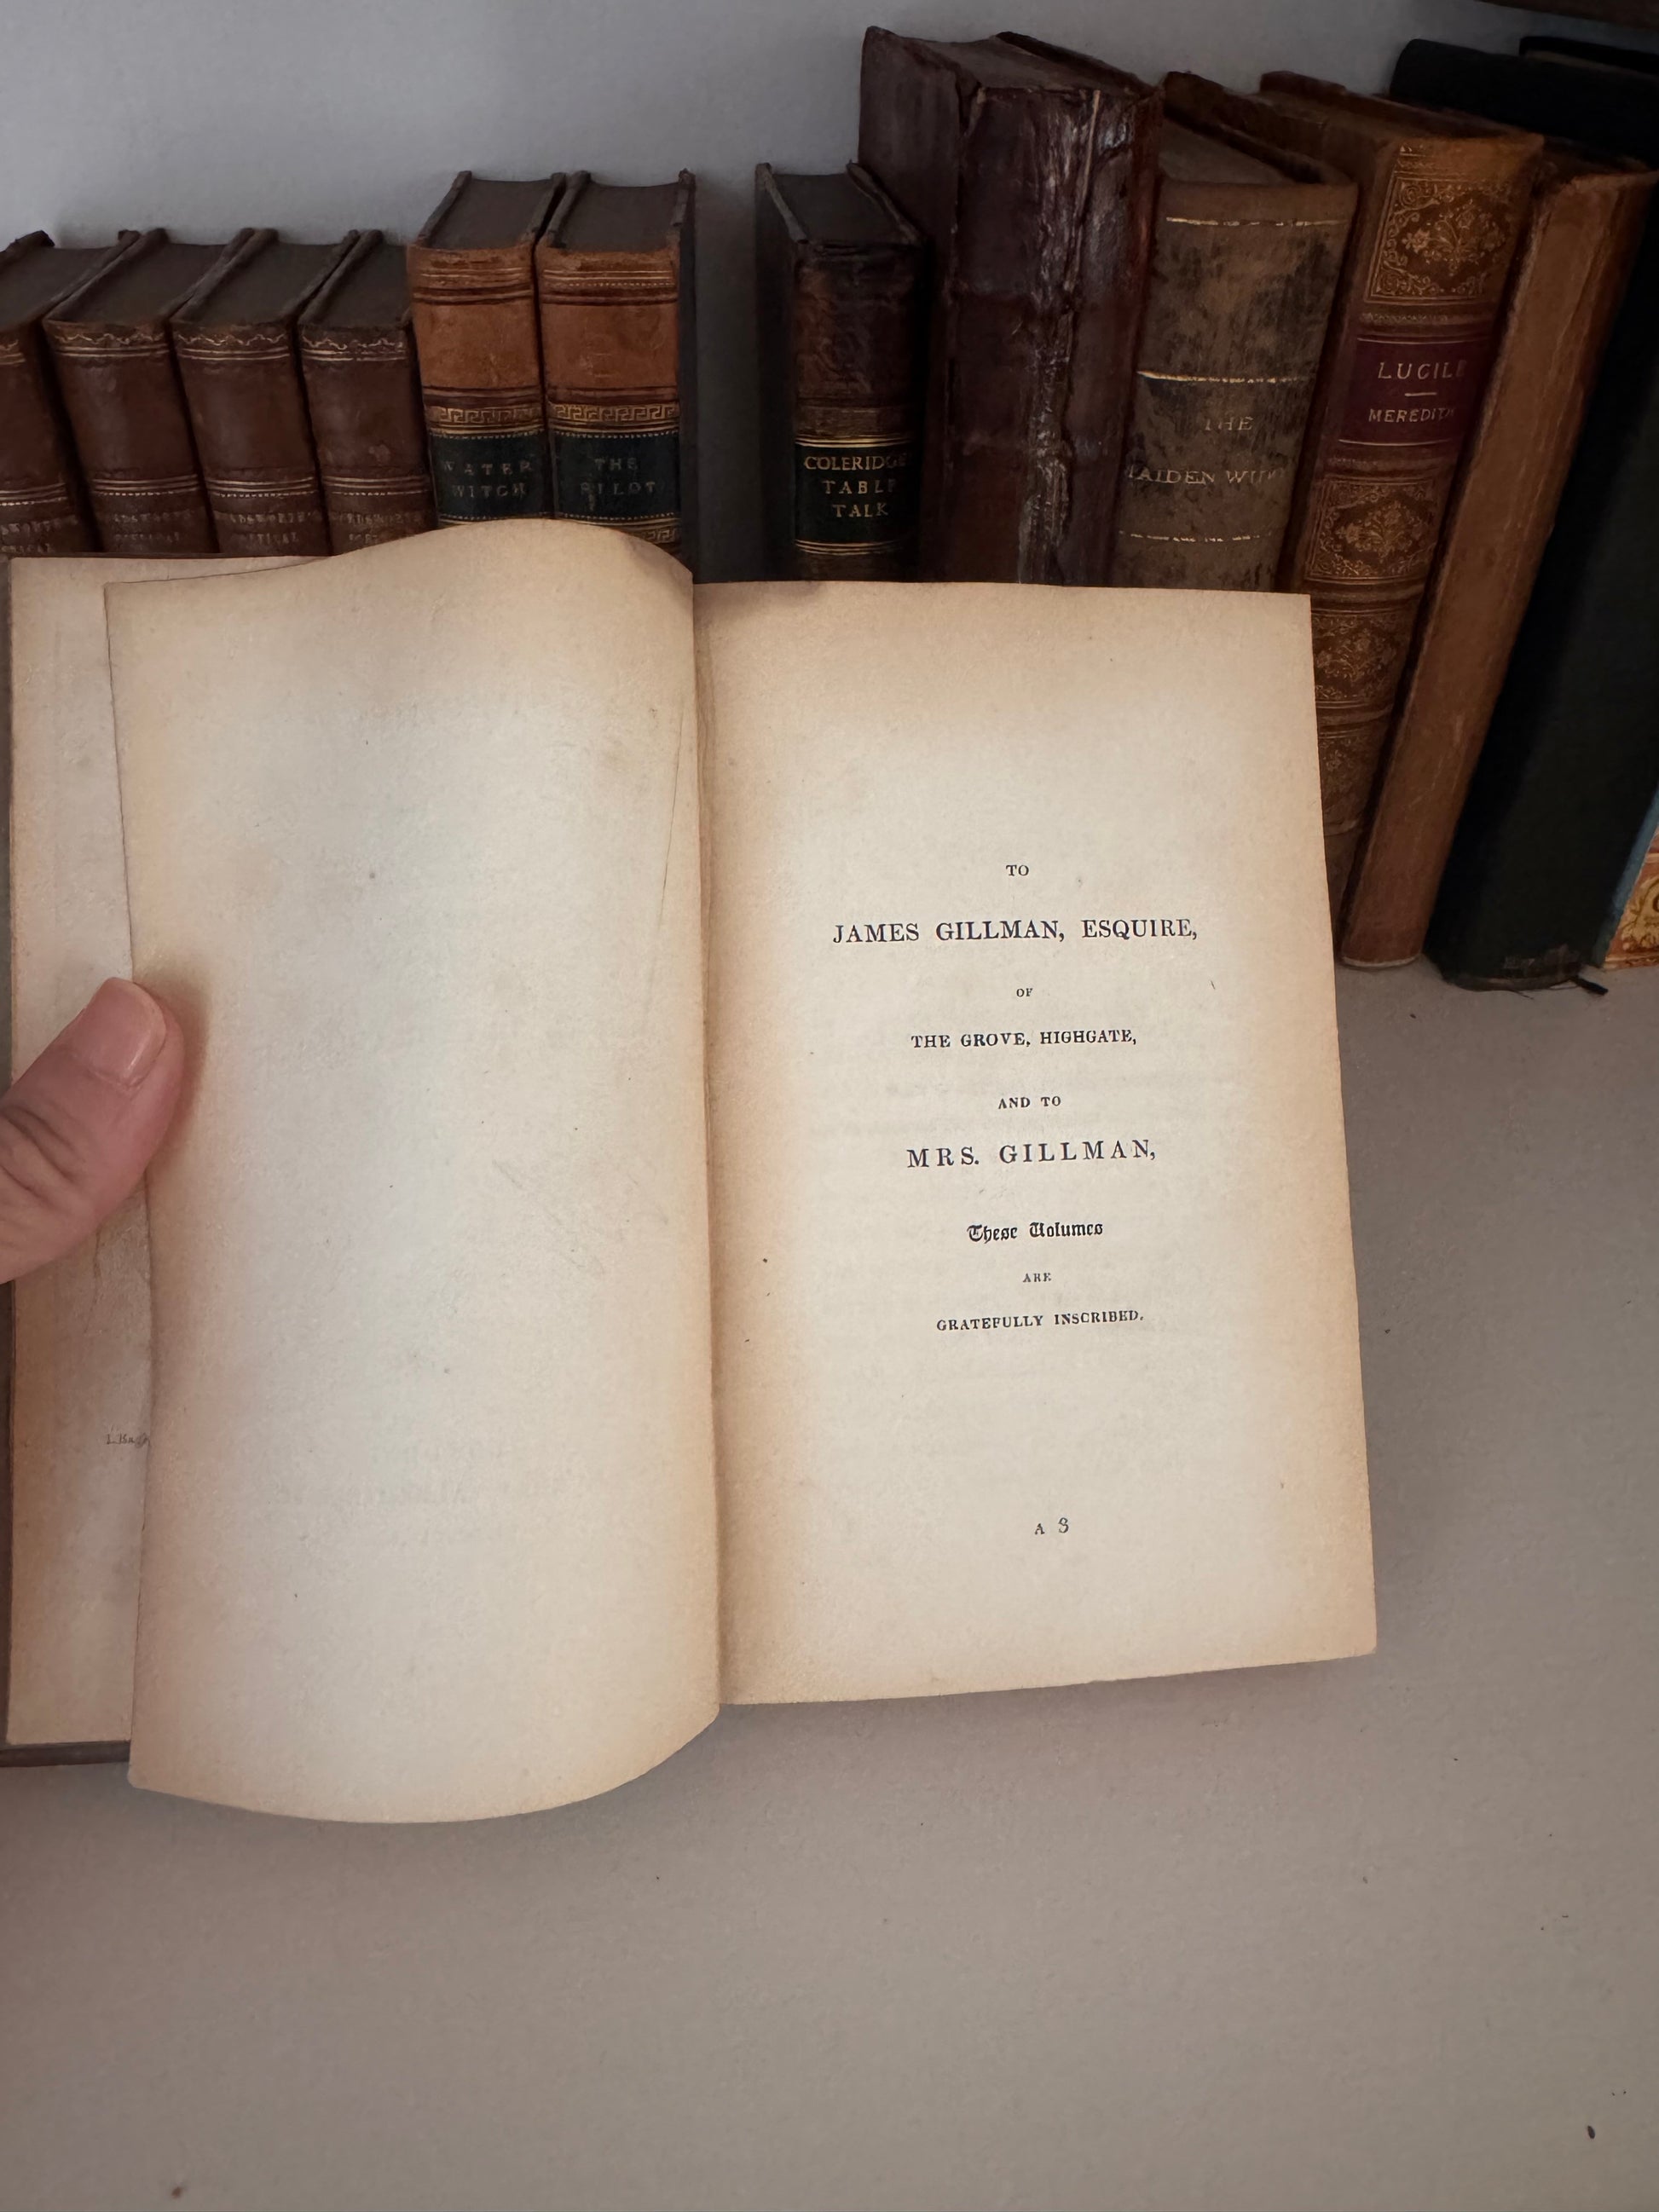 WATER
WITCH
THE
PILOT
COLERIDGE
TABLE
TALK
THE
LUCILE
MEREDITH
TO
JAMES GILLMAN, ESQUIRE,
OF
THE GROVE, HIGHGATE,
AND TO
MRS. GILLMAN,
These Volumes
ARE
GRATEFULLY INSCRIBED.
A 3